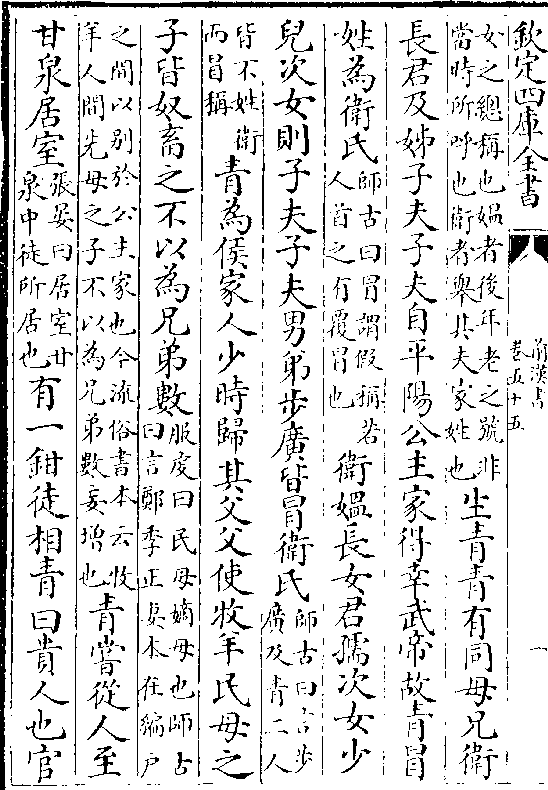 欽定四庫全書
前漢書
卷五十五
一
女之總稱也媼者後年老之號非
當時所呼也衛者舉其夫家姓也
生青青有同母兄衛
長君及姊子夫子夫自平陽公主家得幸武帝故青冒
姓為衛氏
師古曰冒謂假稱若
人首之有覆冒也
衛媼長女君孺次女少
兒次女則子夫子夫男弟步廣皆冒衛氏
師古曰言步
廣及青二人
皆不姓衛
而冒稱
青為侯家人少時歸其父父使牧羊民母之
子皆奴畜之不以為兄弟數
服虔曰民母嫡母也師古
曰言鄭季正妻本在編戶
之間以别於公主家也今流俗書本云牧
羊人間先母之子不以為兄弟數妄增也
青嘗從人至
甘泉居室
張晏曰居室甘
泉中徒所居也
有一鉗徒相青曰貴人也官